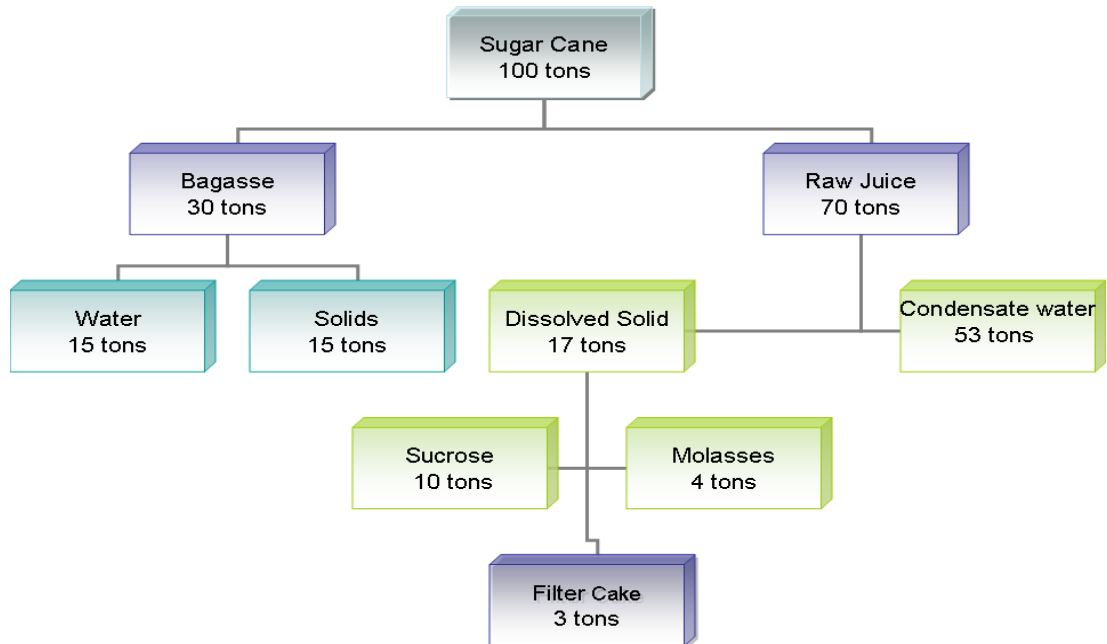 Sugar Cane
100 tons
Bagasse
30 tons
Raw Juice
70 tons
Water
15 tons
Solids
15 tons
Dissolved Solid
17 tons
Condensate water
53 tons
Sucrose
10 tons
Molasses
4 tons
Filter Cake
3 tons